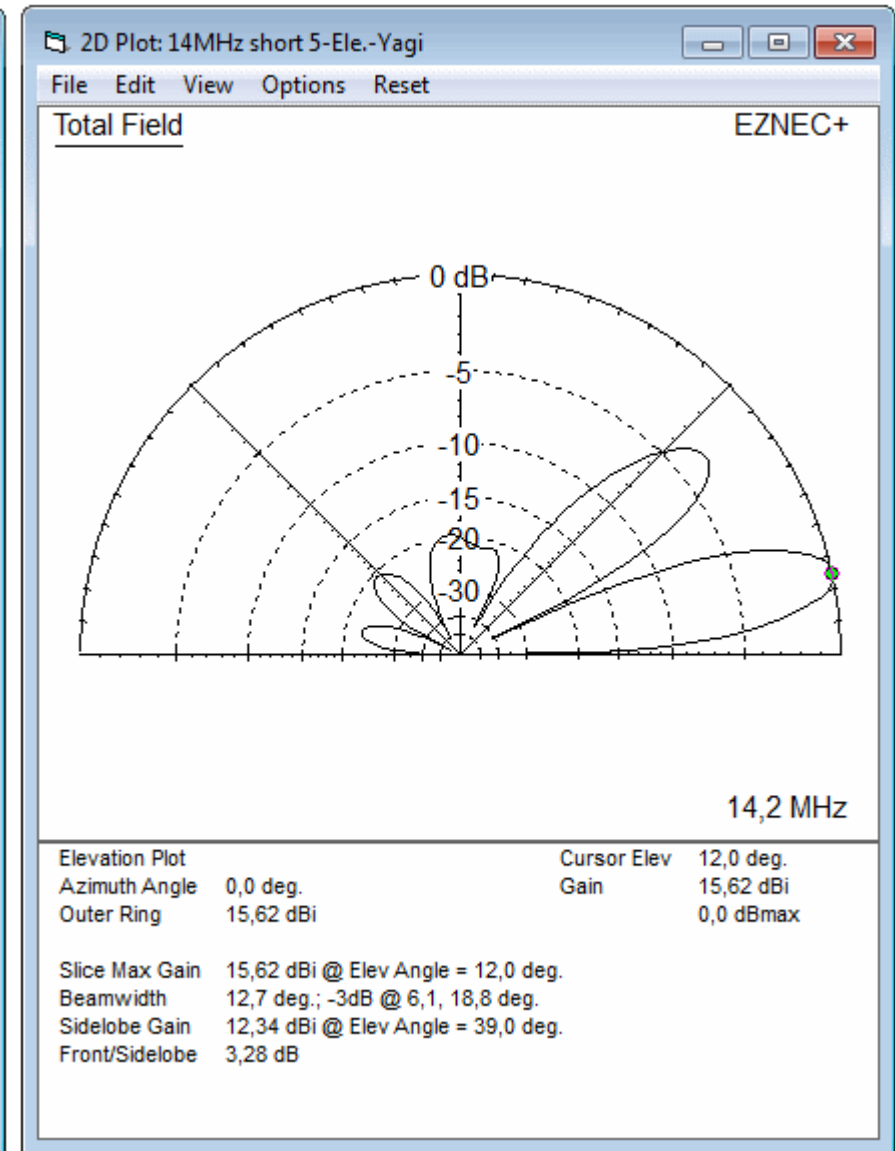 2D Plot: 14MHz short 5-Ele.-Yagi
File Edit View Options Reset
Total Field EZNEC+
0 dB
-5
-10
-15
-20
-30
14,2 MHz
Elevation Plot Cursor Elev 12,0 deg.
Azimuth Angle 0,0 deg. Gain 15,62 dBi
Outer Ring 15,62 dBi 0,0 dBmax
Slice Max Gain 15,62 dBi @ Elev Angle = 12,0 deg.
Beamwidth 12,7 deg.; -3dB @ 6,1, 18,8 deg.
Sidelobe Gain 12,34 dBi @ Elev Angle = 39,0 deg.
Front/Sidelobe 3,28 dB